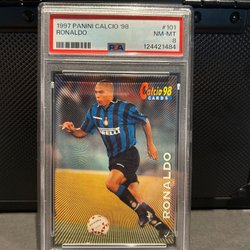 1997 PANINI CALCIO '98
#101
RONALDO
NM-MT
8
PSA
124421484
Calcio 98
CARDS
RONALDO